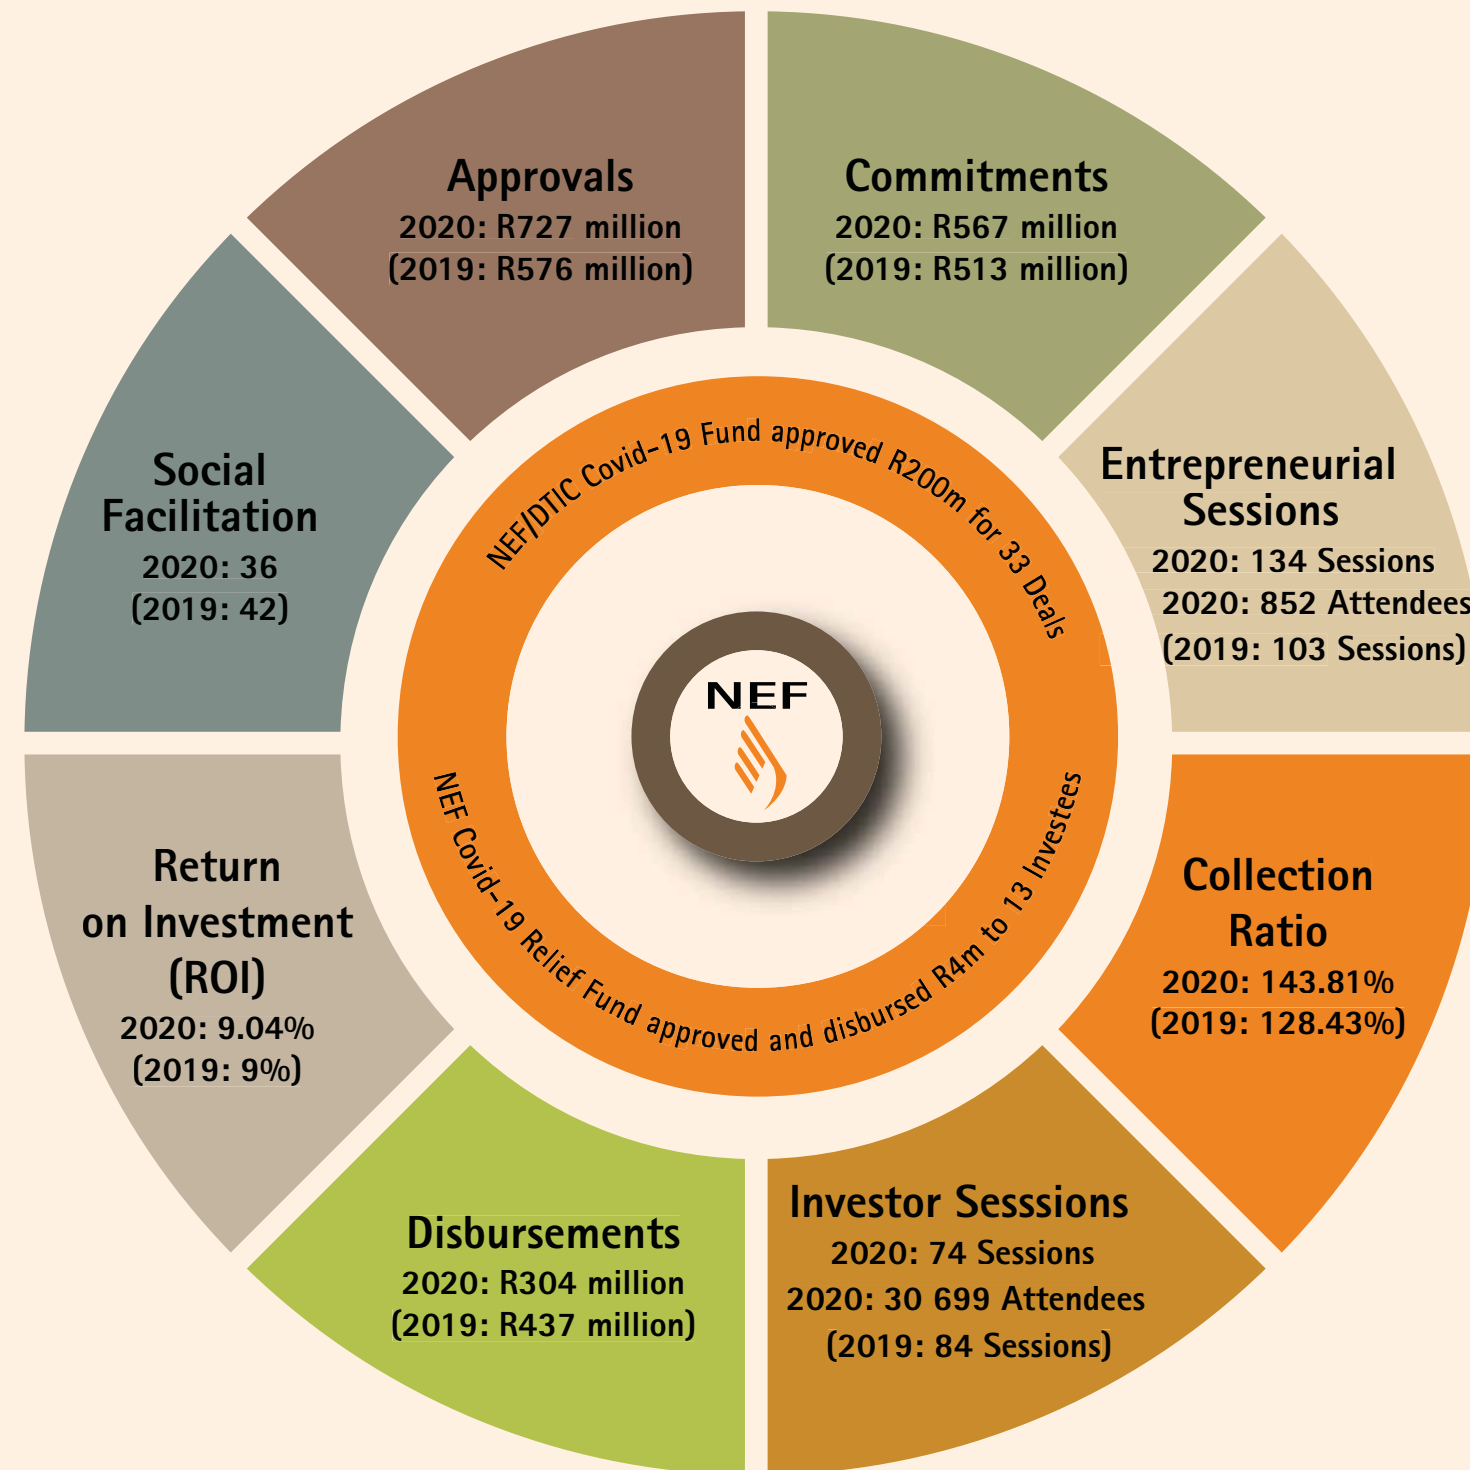 Approvals
2020: R727 million
(2019: R576 million)
Commitments
2020: R567 million
(2019: R513 million)
Entrepreneurial
Sessions
2020: 134 Sessions
2020: 852 Attendees
(2019: 103 Sessions)
Collection
Ratio
2020: 143.81%
(2019: 128.43%)
Investor Sesssions
2020: 74 Sessions
2020: 30 699 Attendees
(2019: 84 Sessions)
Disbursements
2020: R304 million
(2019: R437 million)
Return
on Investment
(ROI)
2020: 9.04%
(2019: 9%)
Social
Facilitation
2020: 36
(2019: 42)
NEF/DTIC Covid-19 Fund approved R200m for 33 Deals
NEF Covid-19 Relief Fund approved and disbursed R4m to 13 Investees
NEF